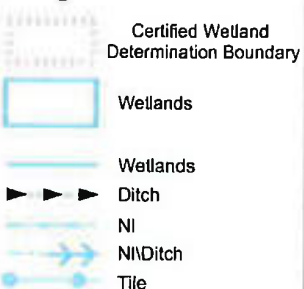 Certified Wetland
Determination Boundary
Wetlands
Wetlands
Ditch
NI
NI\Ditch
Tile